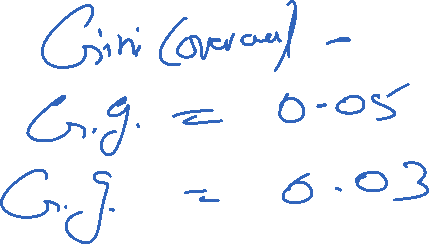 Gini (overall) -
G.g. = 0.05
G.g. = 0.03